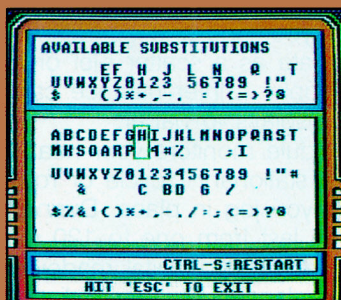 AVAILABLE SUBSTITUTIONS
EF H J L N Q T
UVWXYZ0123 56789 !"
$ '()*+,-. : <=>?@
ABCDEFGHIJKLMNOPQRST
MKSOARP 4#% ;I
UVWXYZ0123456789 !"#
& C BD G /
$%&'()*+,-./:;<=>?@
CTRL-S:RESTART
HIT 'ESC' TO EXIT